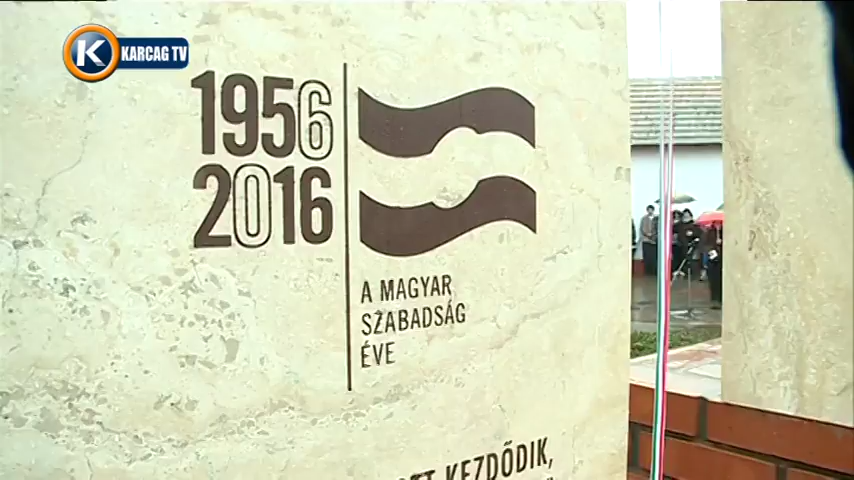 K KARCAG TV
1956
2016
A MAGYAR
SZABADSÁG
ÉVE
KEZDŐDIK,